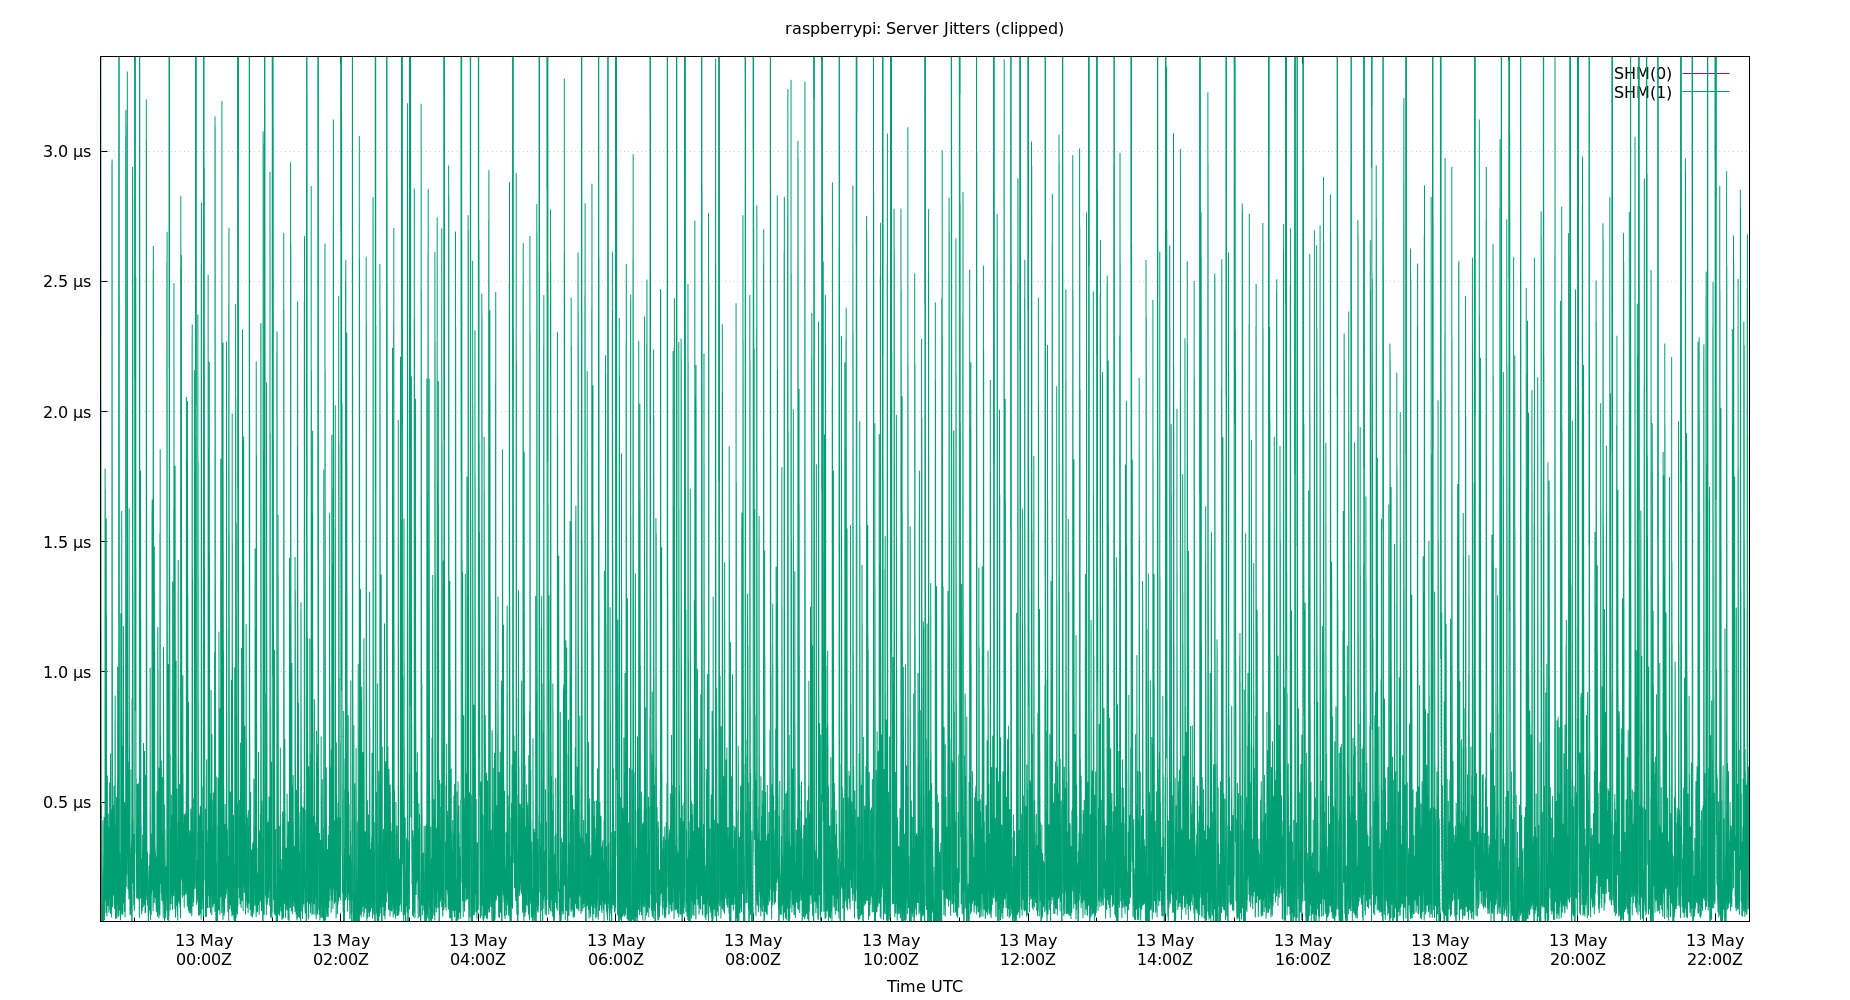 raspberrypi: Server Jitters (clipped)
SHM(0)
SHM(1)
3.0 µs
2.5 µs
2.0 µs
1.5 µs
1.0 µs
0.5 µs
13 May 13 May 13 May 13 May 13 May 13 May 13 May 13 May 13 May 13 May 13 May 13 May
00:00Z 02:00Z 04:00Z 06:00Z 08:00Z 10:00Z 12:00Z 14:00Z 16:00Z 18:00Z 20:00Z 22:00Z
Time UTC